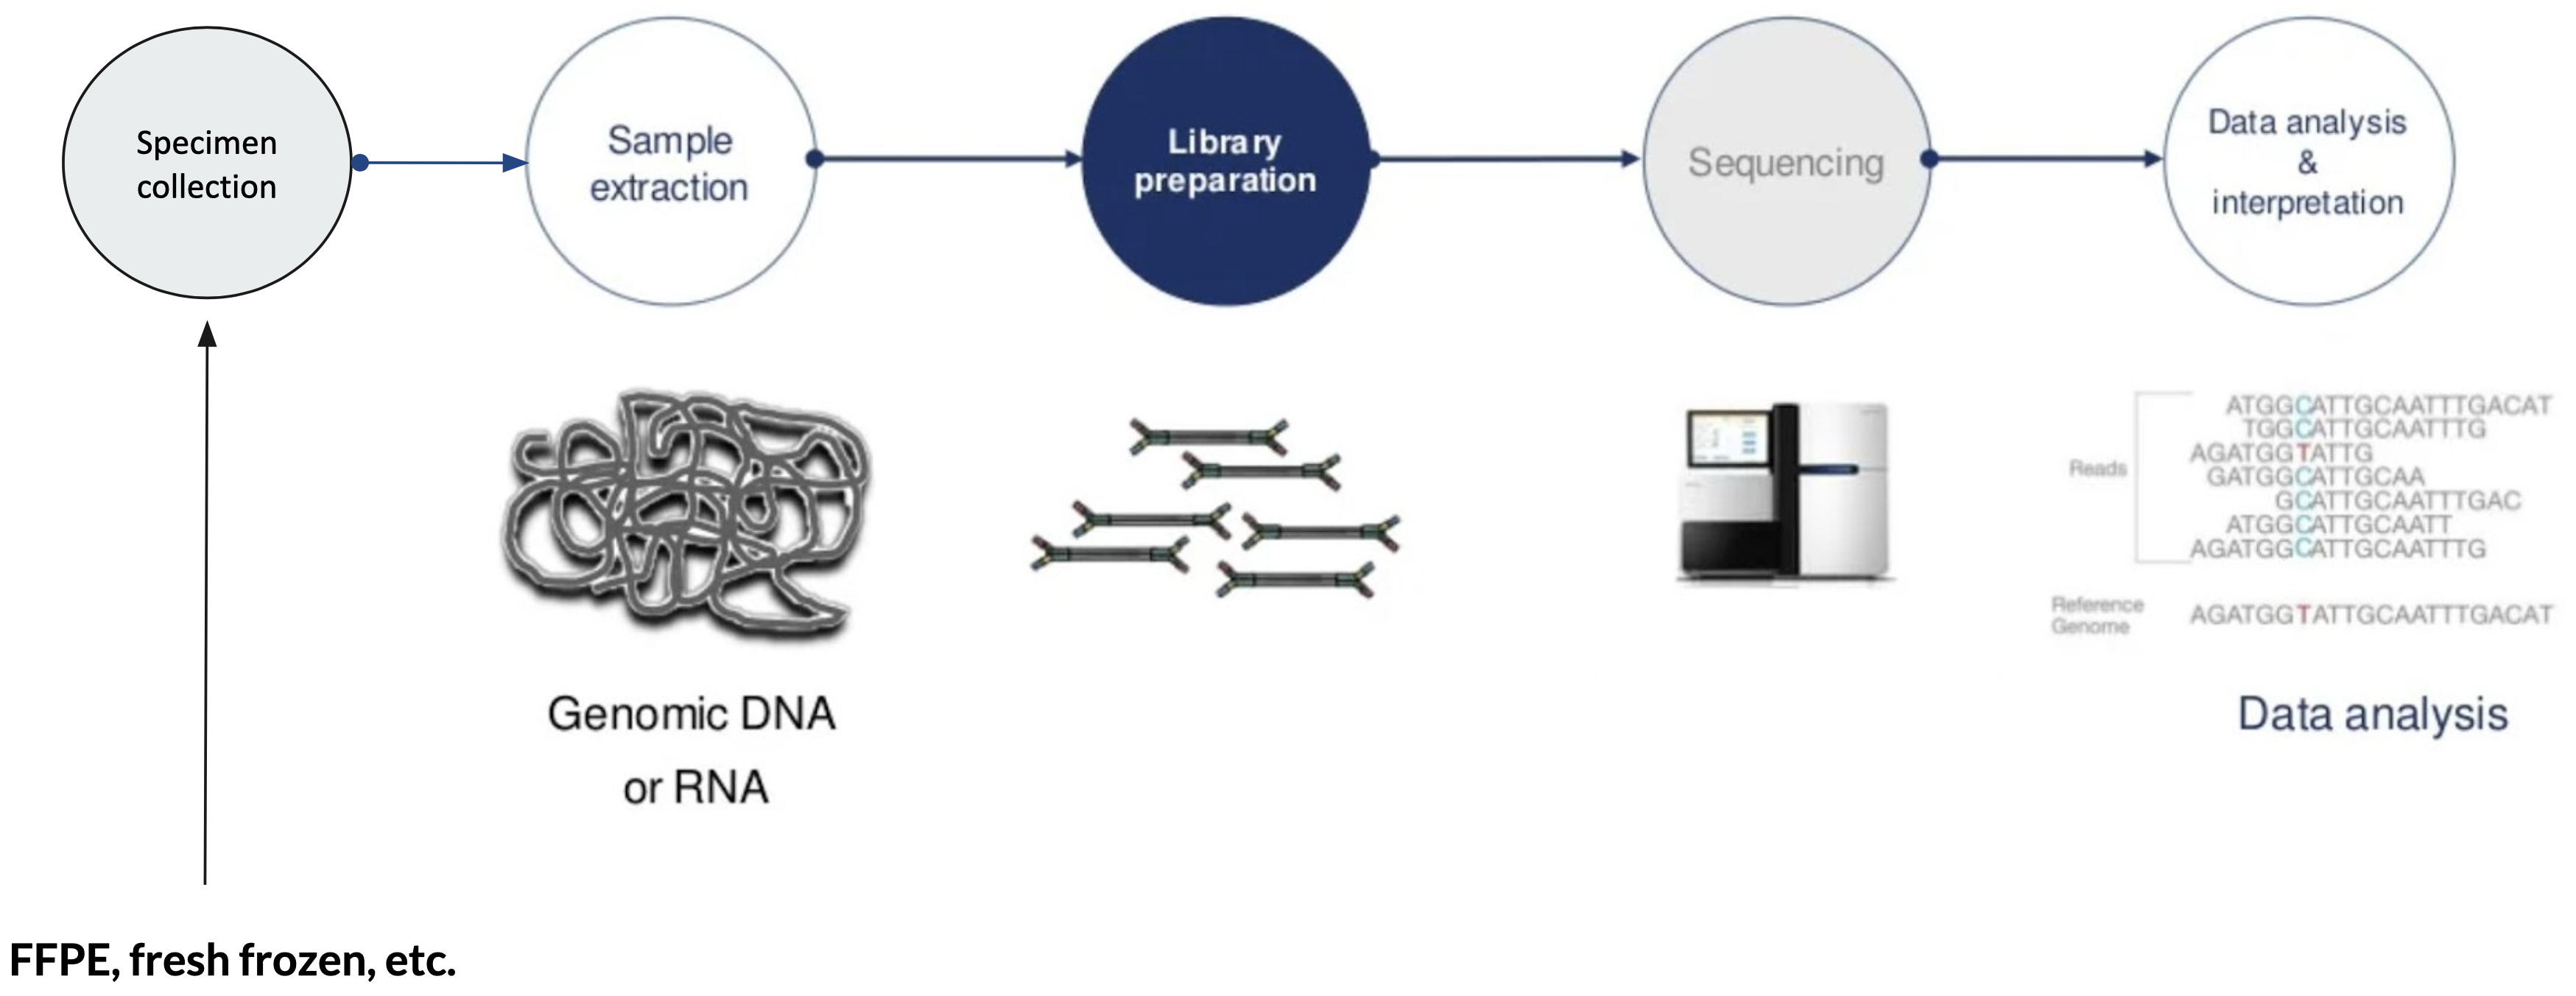 Specimen
collection
Sample
extraction
Library
preparation
Sequencing
Data analysis
&
interpretation
Reads
ATGGCATTGCAATTTGACAT
TGGCATTGCAATTTG
AGATGGTATTG
GATGGCATTGCAA
GCATTGCAATTTGAC
ATGGCATTGCAATT
AGATGGCATTGCAATTTG
Reference
Genome
AGATGGTATTGCAATTTGACAT
Genomic DNA
or RNA
Data analysis
FFPE, fresh frozen, etc.